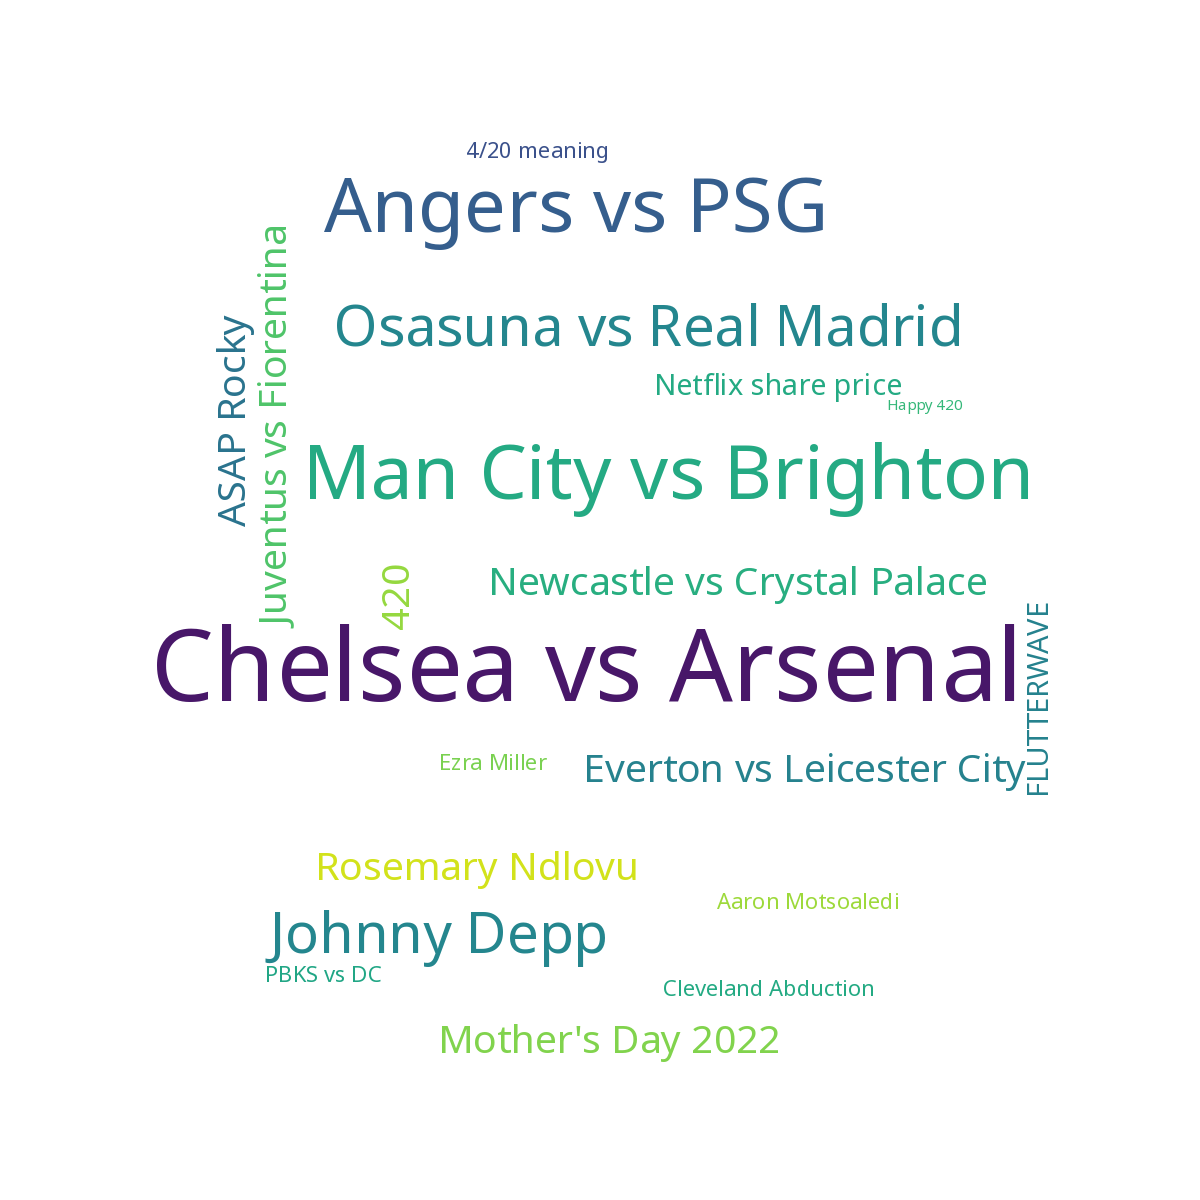 4/20 meaning
Angers vs PSG
Juventus vs Fiorentina
ASAP Rocky
Osasuna vs Real Madrid
Netflix share price
Happy 420
Man City vs Brighton
420
Newcastle vs Crystal Palace
Chelsea vs Arsenal
FLUTTERWAVE
Ezra Miller
Everton vs Leicester City
Rosemary Ndlovu
Aaron Motsoaledi
Johnny Depp
PBKS vs DC
Cleveland Abduction
Mother's Day 2022